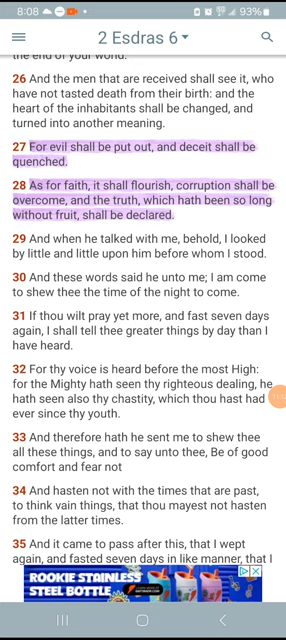 8:08
93%
2 Esdras 6
the end of your world.
26 And the men that are received shall see it, who
have not tasted death from their birth: and the
heart of the inhabitants shall be changed, and
turned into another meaning.
27 For evil shall be put out, and deceit shall be
quenched.
28 As for faith, it shall flourish, corruption shall be
overcome, and the truth, which hath been so long
without fruit, shall be declared.
29 And when he talked with me, behold, I looked
by little and little upon him before whom I stood.
30 And these words said he unto me; I am come
to shew thee the time of the night to come.
31 If thou wilt pray yet more, and fast seven days
again, I shall tell thee greater things by day than I
have heard.
32 For thy voice is heard before the most High:
for the Mighty hath seen thy righteous dealing, he
hath seen also thy chastity, which thou hast had
ever since thy youth.
33 And therefore hath he sent me to shew thee
all these things, and to say unto thee, Be of good
comfort and fear not
34 And hasten not with the times that are past,
to think vain things, that thou mayest not hasten
from the latter times.
35 And it came to pass after this, that I wept
again, and fasted seven days in like manner, that I
ROOKIE STAINLESS
STEEL BOTTLE